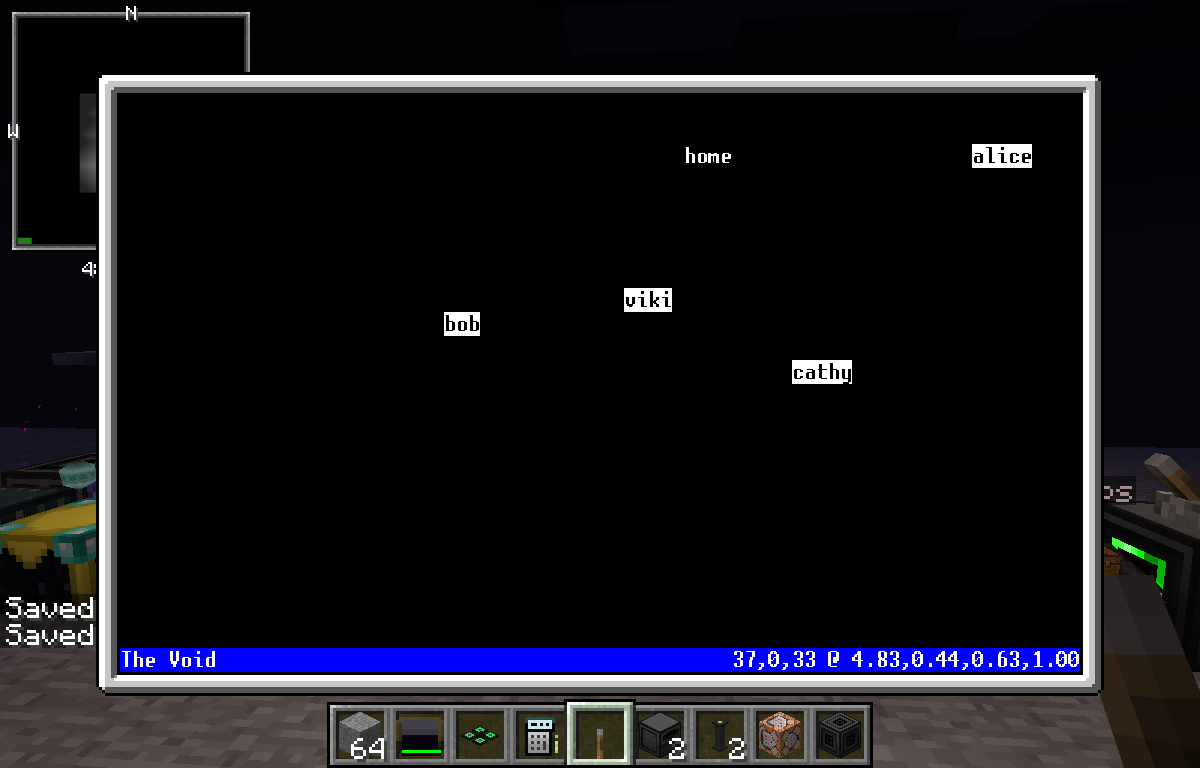 N
W
home alice
viki
bob
cathy
Saved
Saved
The Void 37,0,33 @ 4.83,0.44,0.63,1.00
64 2 2